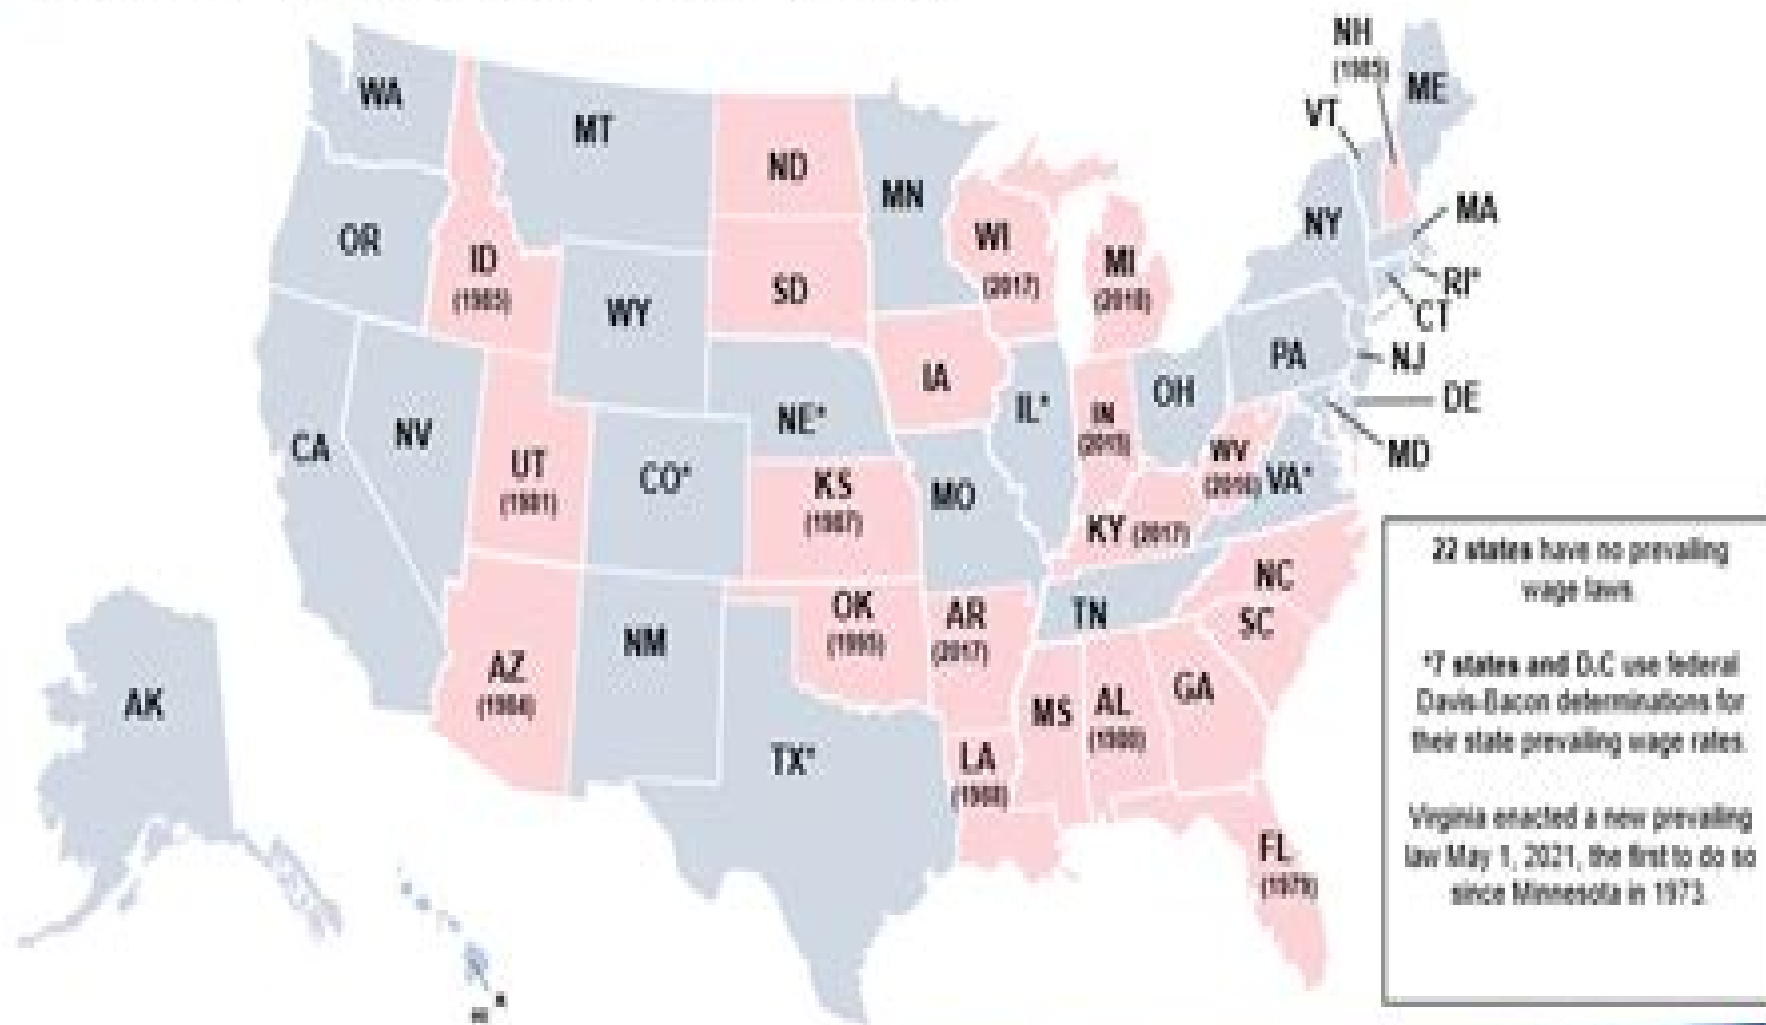 NH
(1985)
ME
VT
WA
MT
ND
MN
OR
ID
(1985)
WY
SD
WI
(2017)
MI
(2018)
NY
MA
RI*
CT
NJ
DE
MD
PA
IA
NE*
IL*
IN
(2015)
OH
WV
(2016)
VA*
CA
NV
UT
(1981)
CO*
KS
(1987)
MO
KY (2017)
NC
SC
TN
AZ
(1984)
NM
OK
(1995)
AR
(2017)
MS
AL
(1980)
GA
AK
TX*
LA
(1988)
FL
(1979)
22 states have no prevailing
wage laws
*7 states and D.C use federal
Davis-Bacon determinations for
their state prevailing wage rates.
Virginia enacted a new prevailing
law May 1, 2021, the first to do so
since Minnesota in 1973.